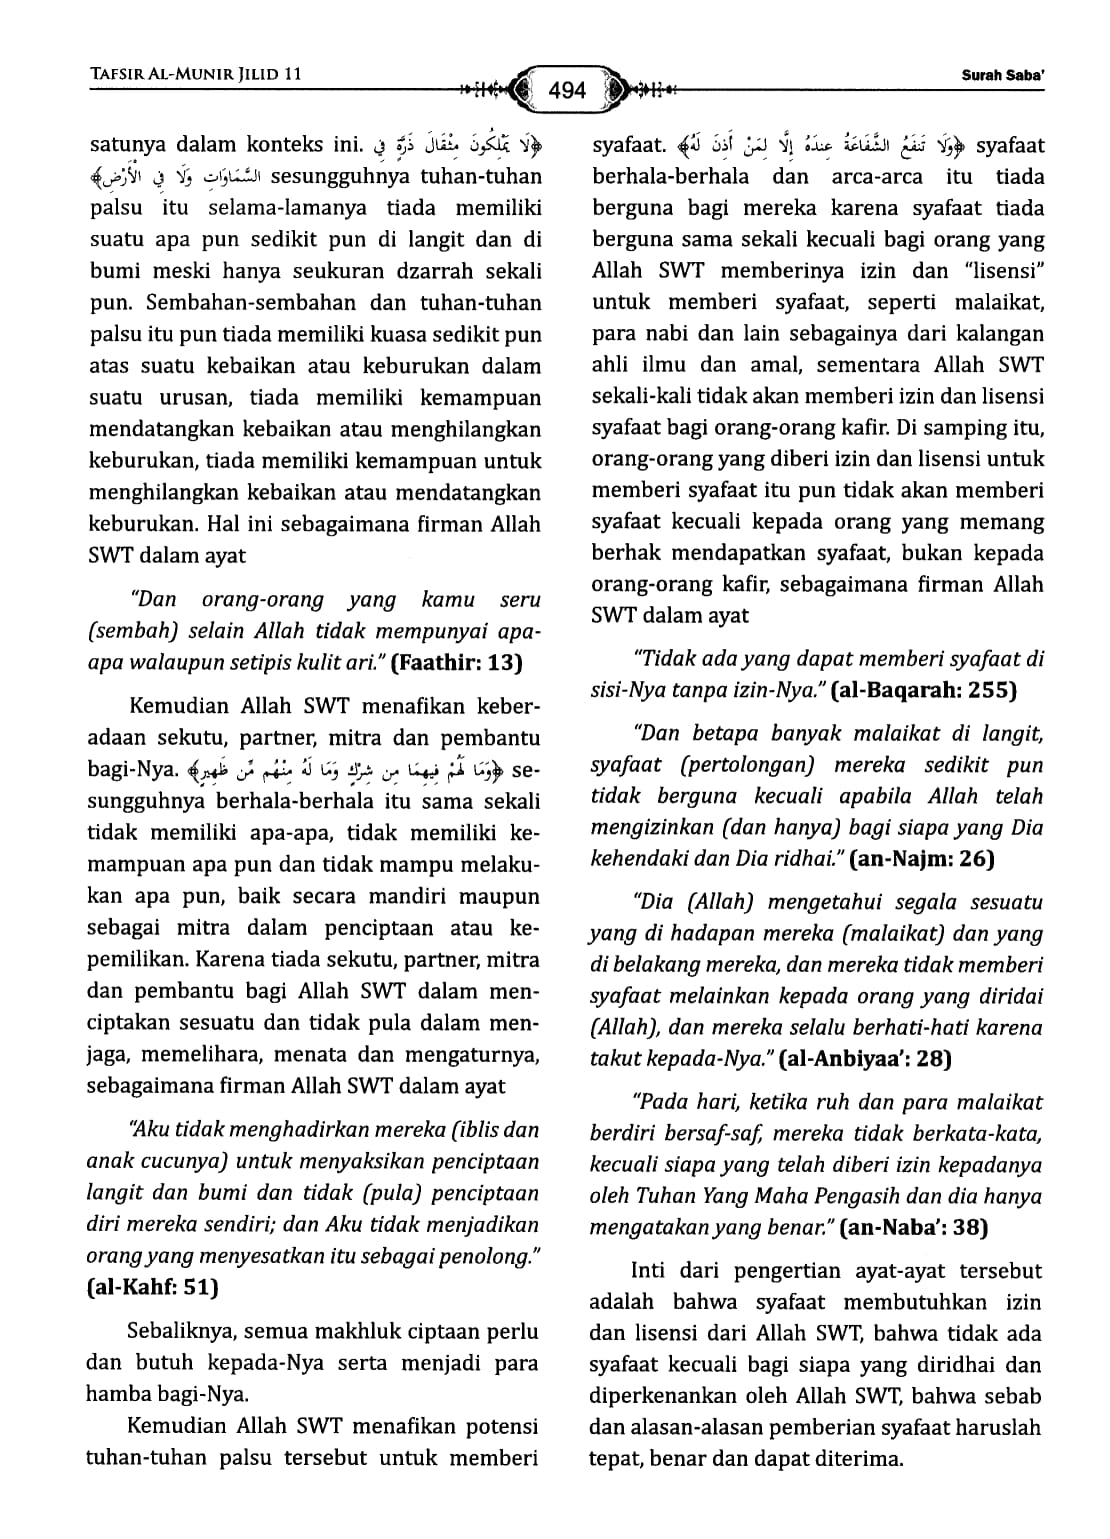 TAFSIR AL-MUNIR JILID 11
494
Surah Saba'
satunya dalam konteks ini. ﴿لَا يَمْلِكُونَ مِثْقَالَ ذَرَّةٍ فِي
السَّمَاوَاتِ وَلَا فِي الْأَرْضِ﴾ sesungguhnya tuhan-tuhan
palsu itu selama-lamanya tiada memiliki
suatu apa pun sedikit pun di langit dan di
bumi meski hanya seukuran dzarrah sekali
pun. Sembahan-sembahan dan tuhan-tuhan
palsu itu pun tiada memiliki kuasa sedikit pun
atas suatu kebaikan atau keburukan dalam
suatu urusan, tiada memiliki kemampuan
mendatangkan kebaikan atau menghilangkan
keburukan, tiada memiliki kemampuan untuk
menghilangkan kebaikan atau mendatangkan
keburukan. Hal ini sebagaimana firman Allah
SWT dalam ayat
“Dan orang-orang yang kamu seru
(sembah) selain Allah tidak mempunyai apa-
apa walaupun setipis kulit ari.” (Faathir: 13)
Kemudian Allah SWT menafikan keber-
adaan sekutu, partner, mitra dan pembantu
bagi-Nya. ﴿وَمَا لَهُمْ فِيهِمَا مِن شِرْكٍ وَمَا لَهُ مِنْهُم مِّن ظَهِيرٍ﴾ se-
sungguhnya berhala-berhala itu sama sekali
tidak memiliki apa-apa, tidak memiliki ke-
mampuan apa pun dan tidak mampu melaku-
kan apa pun, baik secara mandiri maupun
sebagai mitra dalam penciptaan atau ke-
pemilikan. Karena tiada sekutu, partner, mitra
dan pembantu bagi Allah SWT dalam men-
ciptakan sesuatu dan tidak pula dalam men-
jaga, memelihara, menata dan mengaturnya,
sebagaimana firman Allah SWT dalam ayat
“Aku tidak menghadirkan mereka (iblis dan
anak cucunya) untuk menyaksikan penciptaan
langit dan bumi dan tidak (pula) penciptaan
diri mereka sendiri; dan Aku tidak menjadikan
orang yang menyesatkan itu sebagai penolong.”
(al-Kahf: 51)
Sebaliknya, semua makhluk ciptaan perlu
dan butuh kepada-Nya serta menjadi para
hamba bagi-Nya.
Kemudian Allah SWT menafikan potensi
tuhan-tuhan palsu tersebut untuk memberi
syafaat. ﴿وَلَا تَنفَعُ الشَّفَاعَةُ عِندَهُ إِلَّا لِمَنْ أَذِنَ لَهُ﴾ syafaat
berhala-berhala dan arca-arca itu tiada
berguna bagi mereka karena syafaat tiada
berguna sama sekali kecuali bagi orang yang
Allah SWT memberinya izin dan “lisensi”
untuk memberi syafaat, seperti malaikat,
para nabi dan lain sebagainya dari kalangan
ahli ilmu dan amal, sementara Allah SWT
sekali-kali tidak akan memberi izin dan lisensi
syafaat bagi orang-orang kafir. Di samping itu,
orang-orang yang diberi izin dan lisensi untuk
memberi syafaat itu pun tidak akan memberi
syafaat kecuali kepada orang yang memang
berhak mendapatkan syafaat, bukan kepada
orang-orang kafir, sebagaimana firman Allah
SWT dalam ayat
“Tidak ada yang dapat memberi syafaat di
sisi-Nya tanpa izin-Nya.” (al-Baqarah: 255)
“Dan betapa banyak malaikat di langit,
syafaat (pertolongan) mereka sedikit pun
tidak berguna kecuali apabila Allah telah
mengizinkan (dan hanya) bagi siapa yang Dia
kehendaki dan Dia ridhai.” (an-Najm: 26)
“Dia (Allah) mengetahui segala sesuatu
yang di hadapan mereka (malaikat) dan yang
di belakang mereka, dan mereka tidak memberi
syafaat melainkan kepada orang yang diridai
(Allah), dan mereka selalu berhati-hati karena
takut kepada-Nya.” (al-Anbiyaa’: 28)
“Pada hari, ketika ruh dan para malaikat
berdiri bersaf-saf, mereka tidak berkata-kata,
kecuali siapa yang telah diberi izin kepadanya
oleh Tuhan Yang Maha Pengasih dan dia hanya
mengatakan yang benar.” (an-Naba’: 38)
Inti dari pengertian ayat-ayat tersebut
adalah bahwa syafaat membutuhkan izin
dan lisensi dari Allah SWT, bahwa tidak ada
syafaat kecuali bagi siapa yang diridhai dan
diperkenankan oleh Allah SWT, bahwa sebab
dan alasan-alasan pemberian syafaat haruslah
tepat, benar dan dapat diterima.